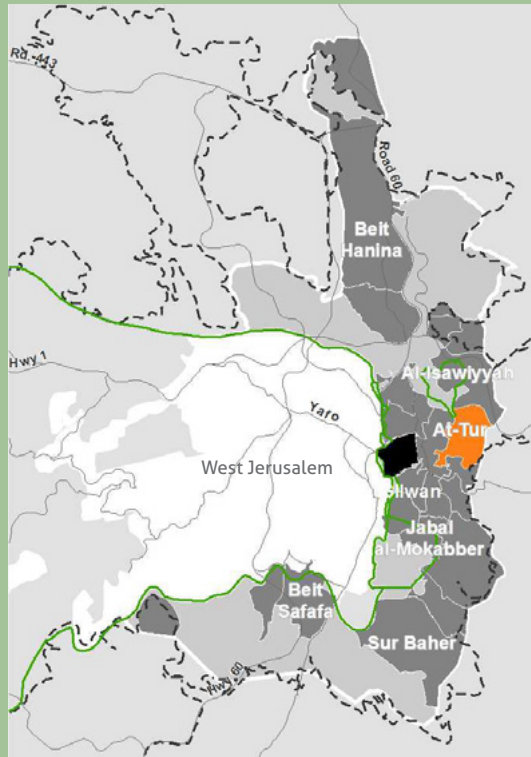 Rd. 443
Road 60
Beit
Hanina
Hwy 1
Al-Isawiyyah
Yafo
At-Tur
West Jerusalem
Silwan
Jabal
al-Mokabber
Beit
Safafa
Sur Baher
Hwy 60